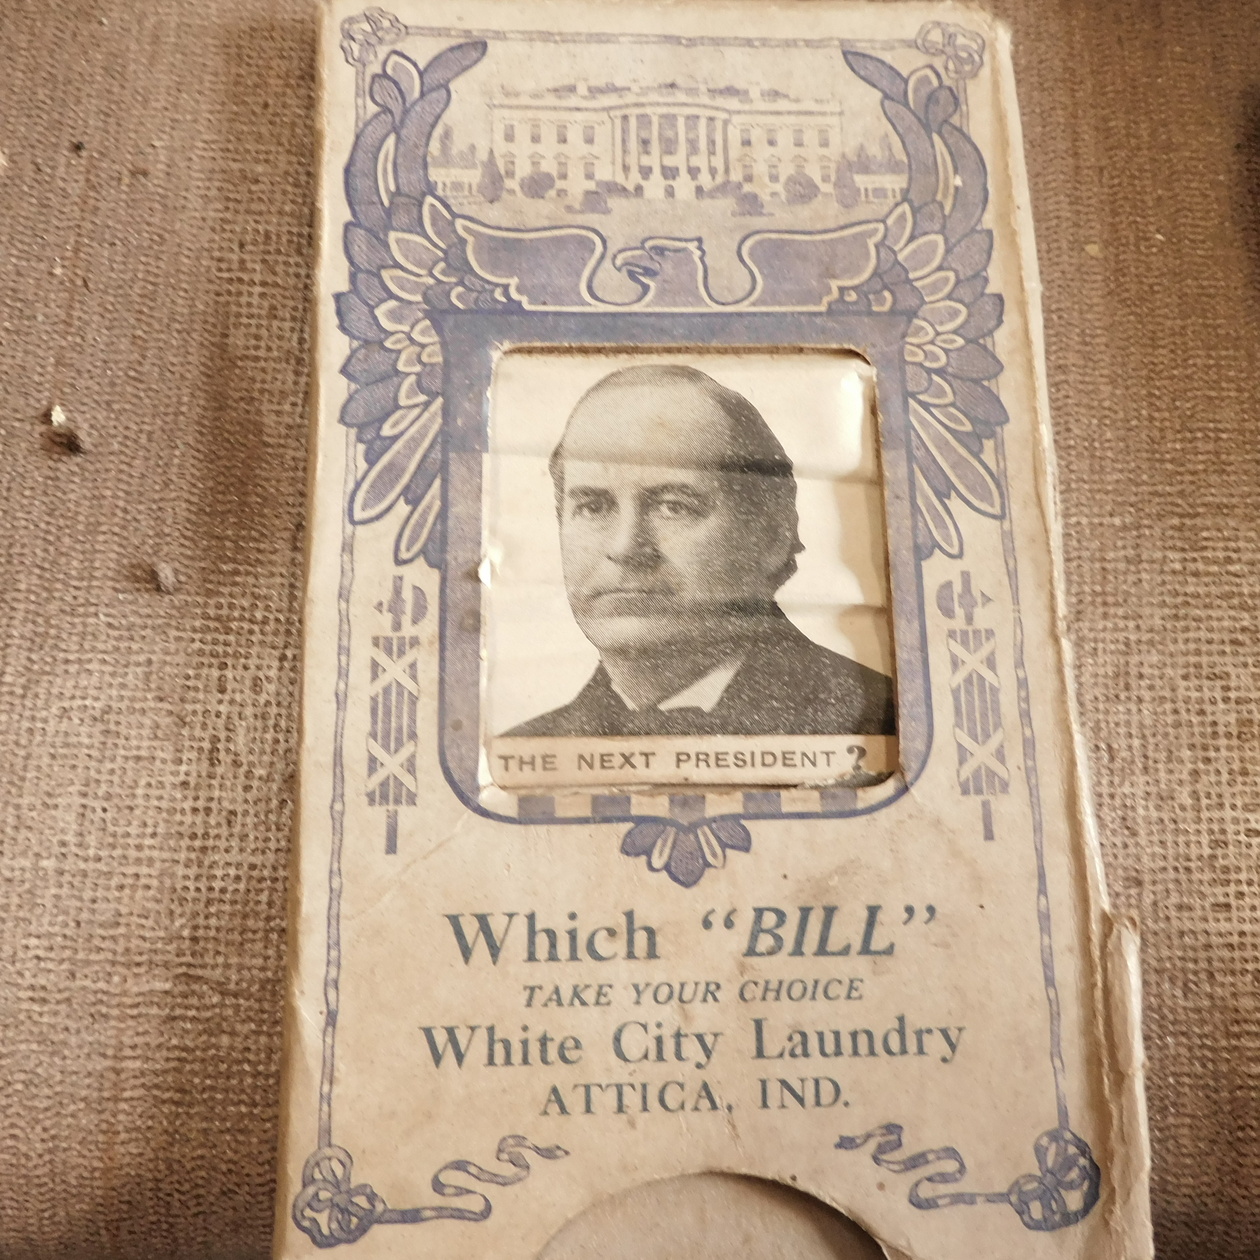 THE NEXT PRESIDENT?
Which "BILL"
TAKE YOUR CHOICE
White City Laundry
ATTICA, IND.